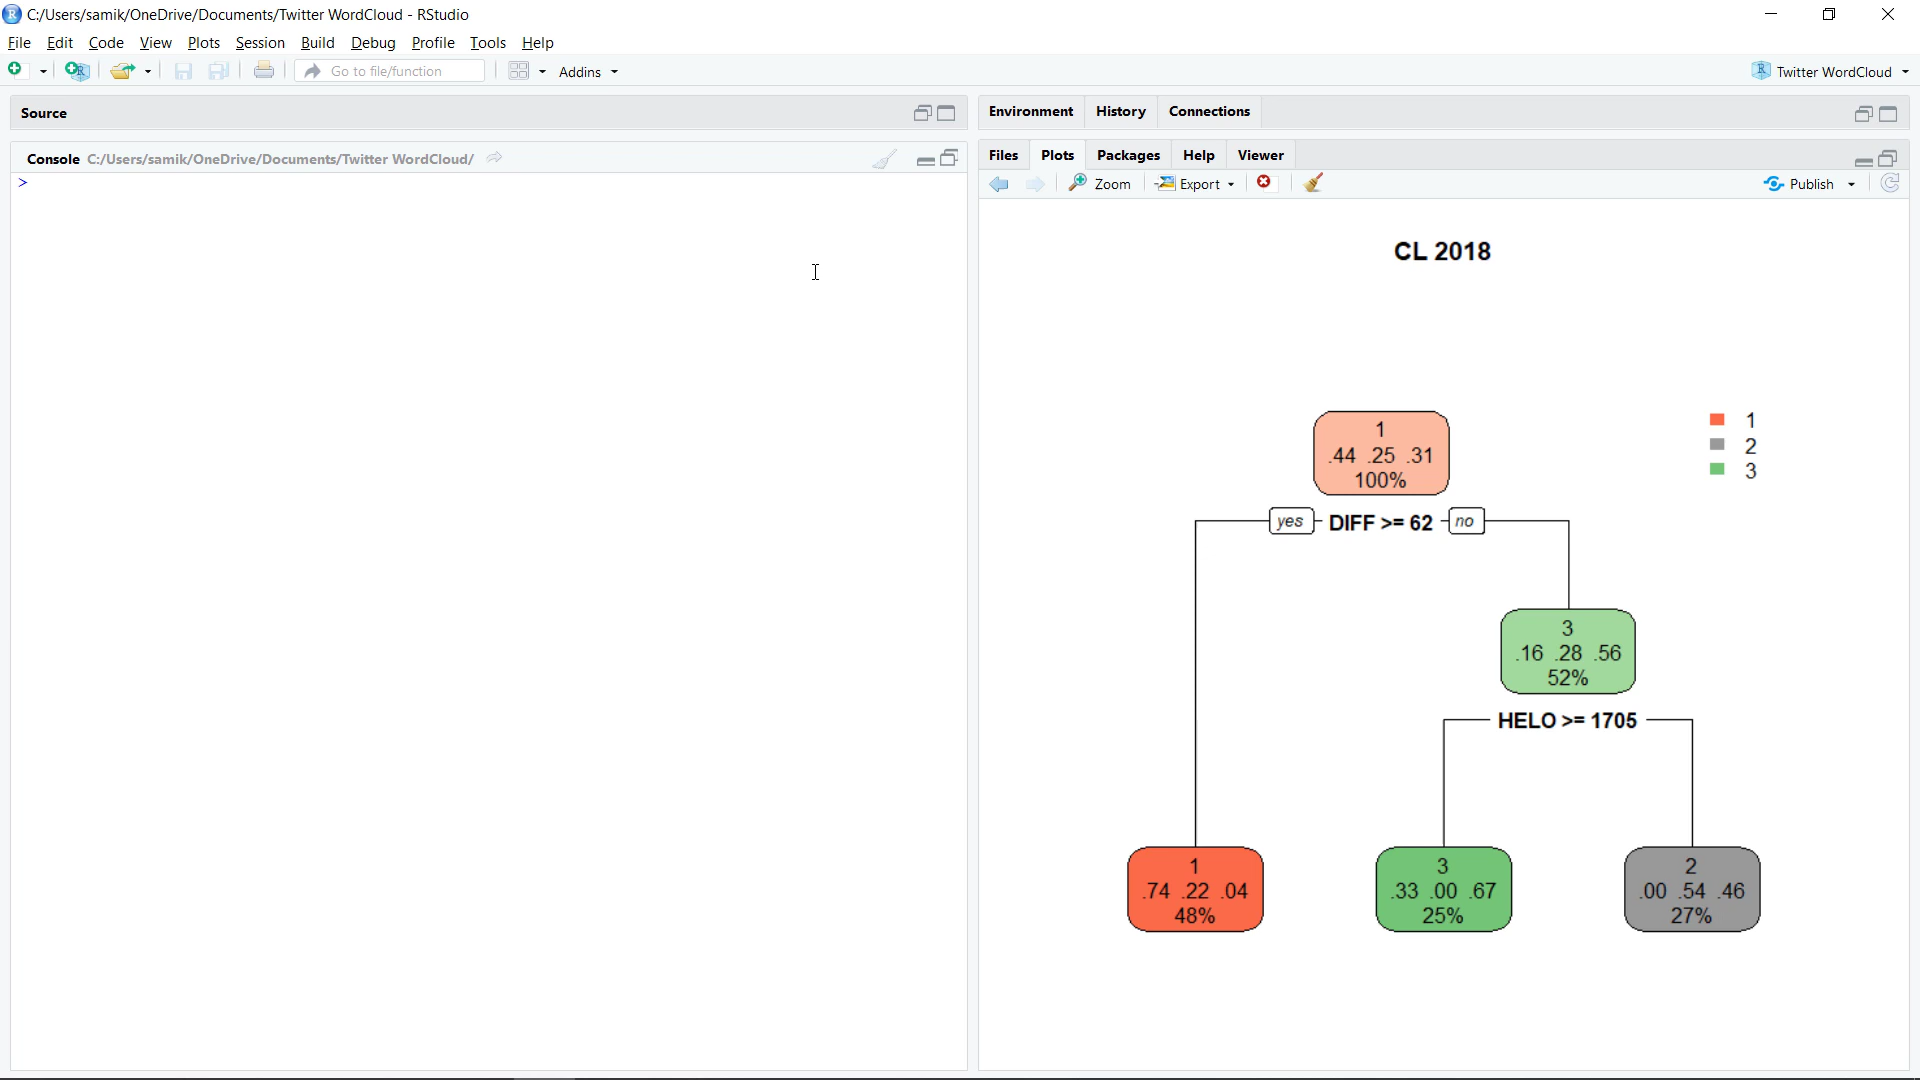 C:/Users/samik/OneDrive/Documents/Twitter WordCloud - RStudio
File Edit Code View Plots Session Build Debug Profile Tools Help
Go to file/function Addins Twitter WordCloud
Source
Console C:/Users/samik/OneDrive/Documents/Twitter WordCloud/
>
Environment History Connections
Files Plots Packages Help Viewer
Zoom Export Publish
CL 2018
1
.44 .25 .31
100%
1
2
3
yes DIFF >= 62 no
3
.16 .28 .56
52%
HELO >= 1705
1
.74 .22 .04
48%
3
.33 .00 .67
25%
2
.00 .54 .46
27%